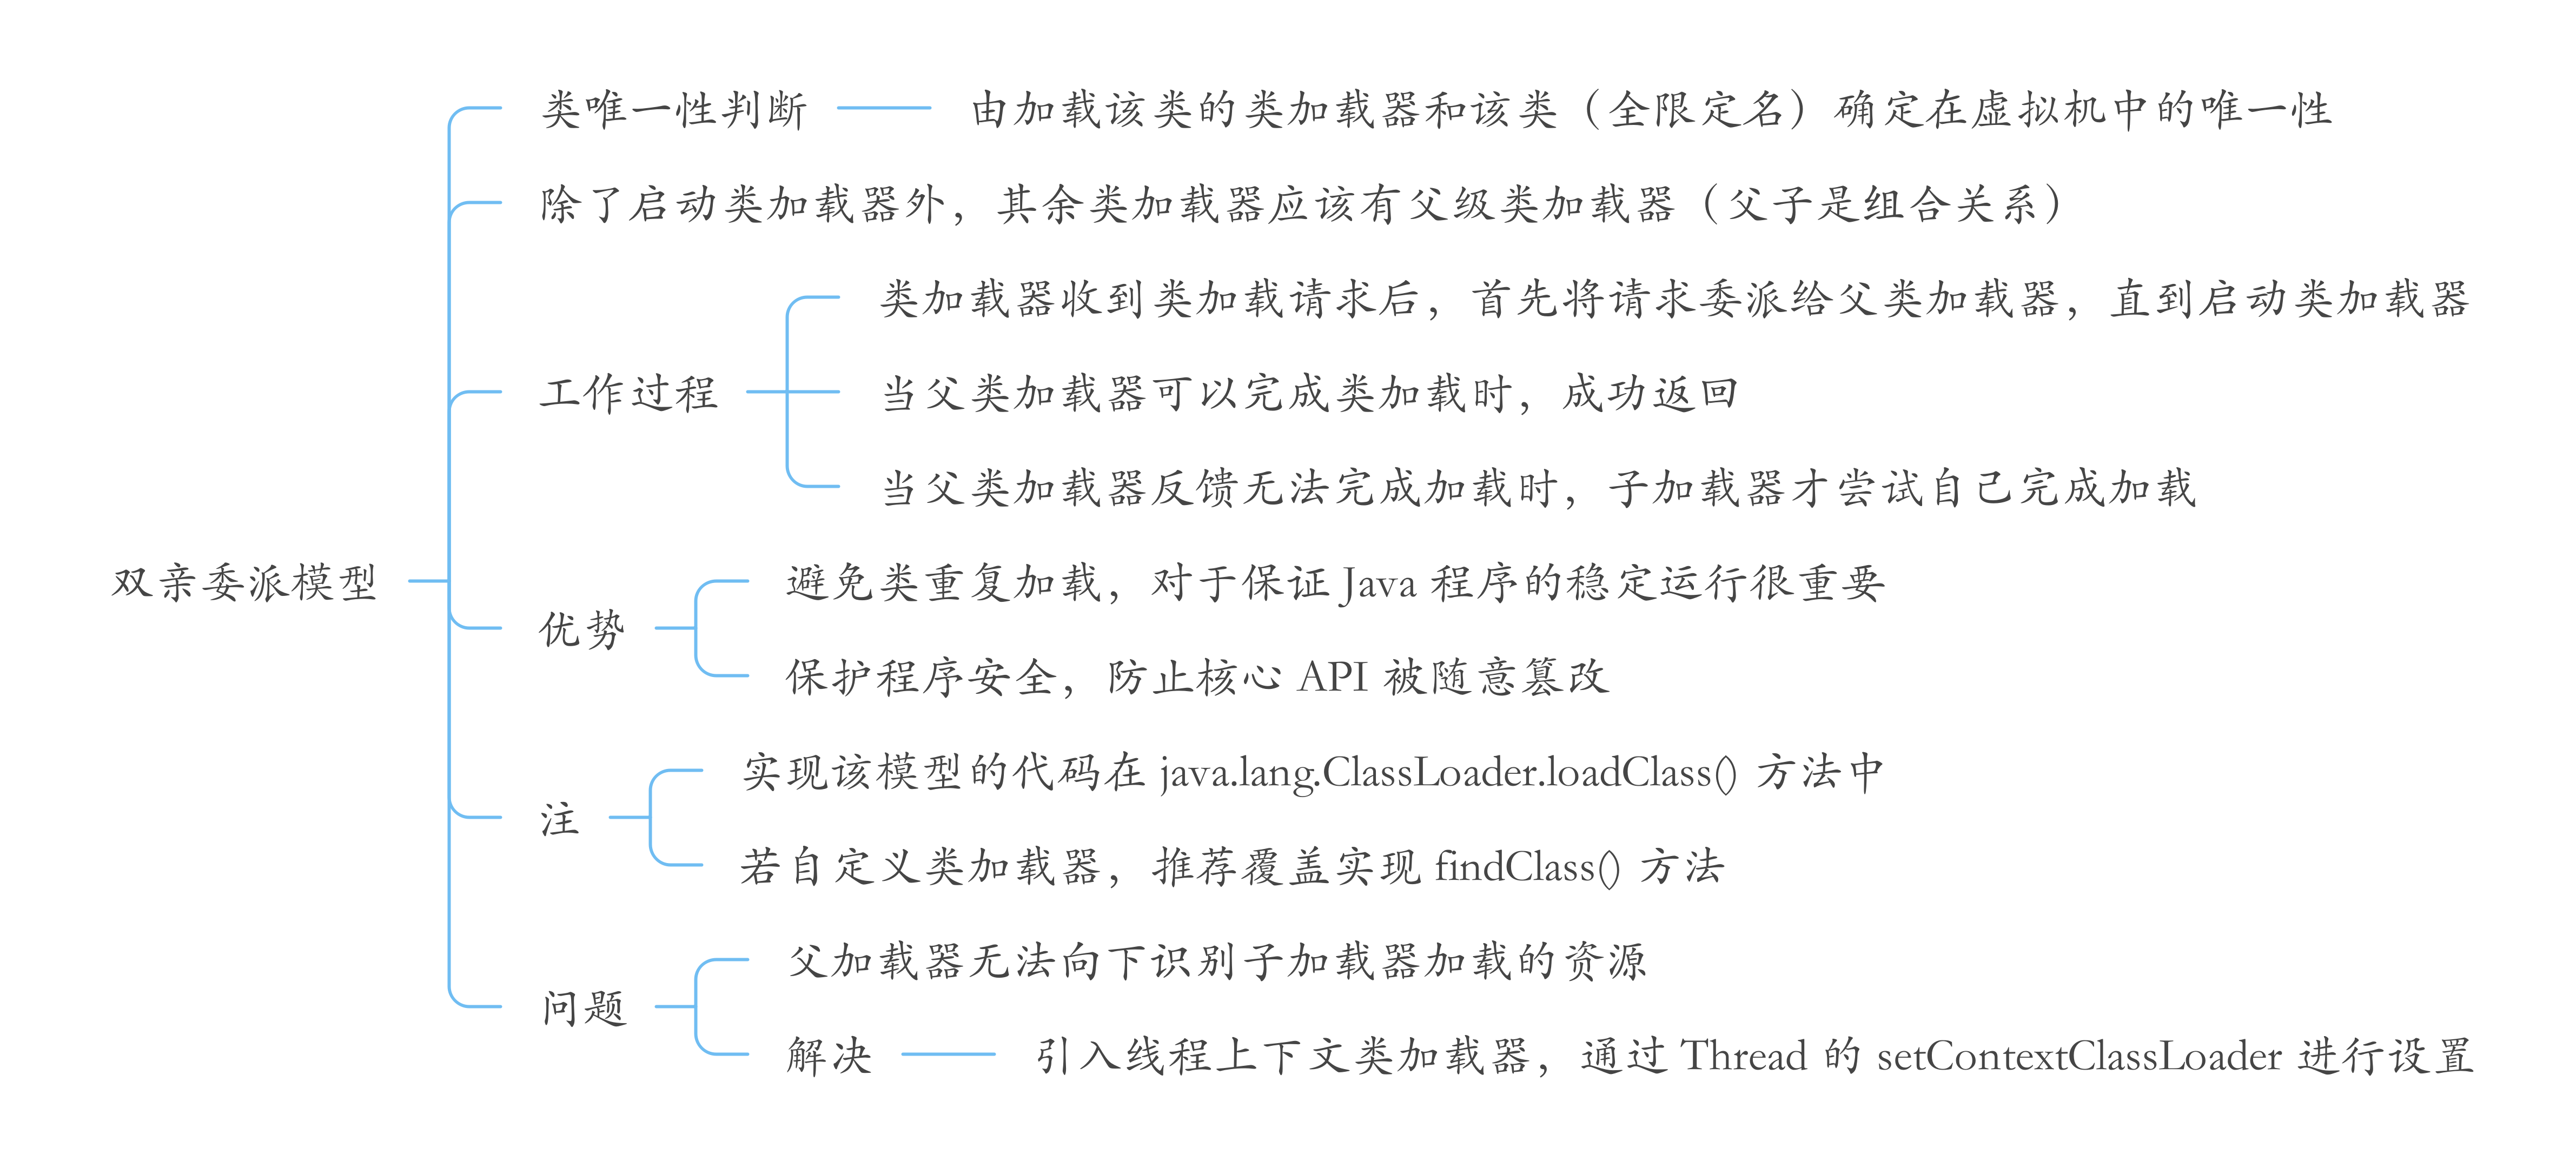 类唯一性判断
由加载该类的类加载器和该类（全限定名）确定在虚拟机中的唯一性
除了启动类加载器外，其余类加载器应该有父级类加载器（父子是组合关系）
类加载器收到类加载请求后，首先将请求委派给父类加载器，直到启动类加载器
工作过程
当父类加载器可以完成类加载时，成功返回
当父类加载器反馈无法完成加载时，子加载器才尝试自己完成加载
双亲委派模型
避免类重复加载，对于保证 Java 程序的稳定运行很重要
优势
保护程序安全，防止核心 API 被随意篡改
实现该模型的代码在 java.lang.ClassLoader.loadClass() 方法中
注
若自定义类加载器，推荐覆盖实现 findClass() 方法
父加载器无法向下识别子加载器加载的资源
问题
解决
引入线程上下文类加载器，通过 Thread 的 setContextClassLoader 进行设置